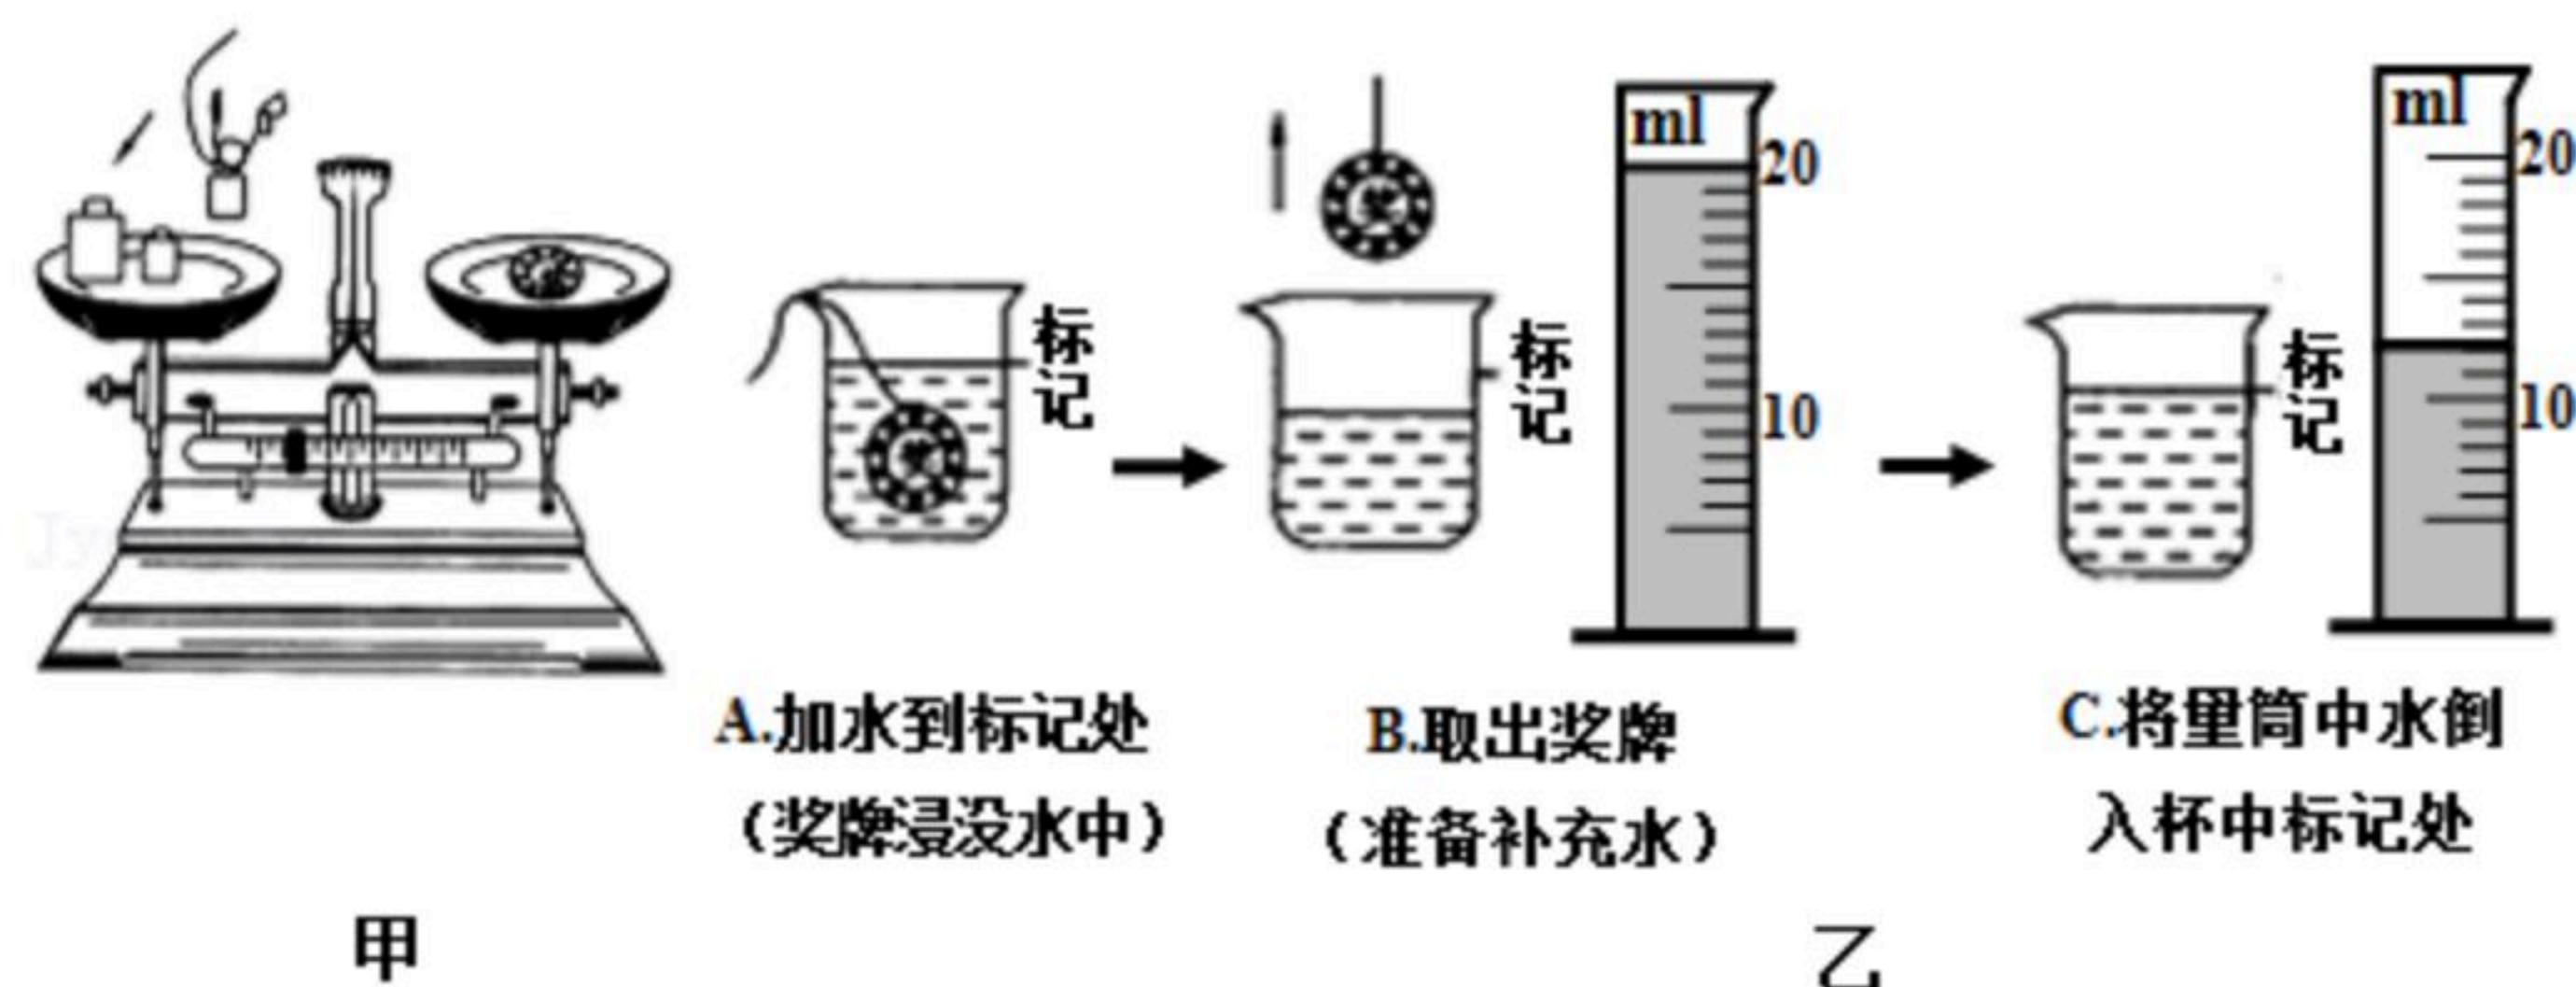 ml
20
10
标记
标记
ml
20
10
标记
A.加水到标记处
(奖牌浸没水中)
B.取出奖牌
(准备补充水)
C.将量筒中水倒
入杯中标记处
甲
乙